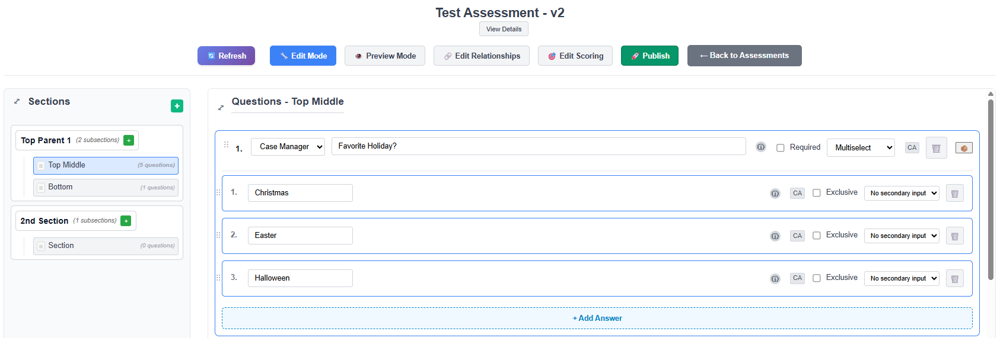 Test Assessment - v2
View Details
Refresh
Edit Mode
Preview Mode
Edit Relationships
Edit Scoring
Publish
← Back to Assessments
Sections
+
Top Parent 1 (2 subsections) +
Top Middle (5 questions)
Bottom (1 questions)
2nd Section (1 subsections) +
Section (0 questions)
Questions - Top Middle
1. Case Manager Favorite Holiday? Required Multiselect CA
1. Christmas CA Exclusive No secondary input
2. Easter CA Exclusive No secondary input
3. Halloween CA Exclusive No secondary input
+ Add Answer